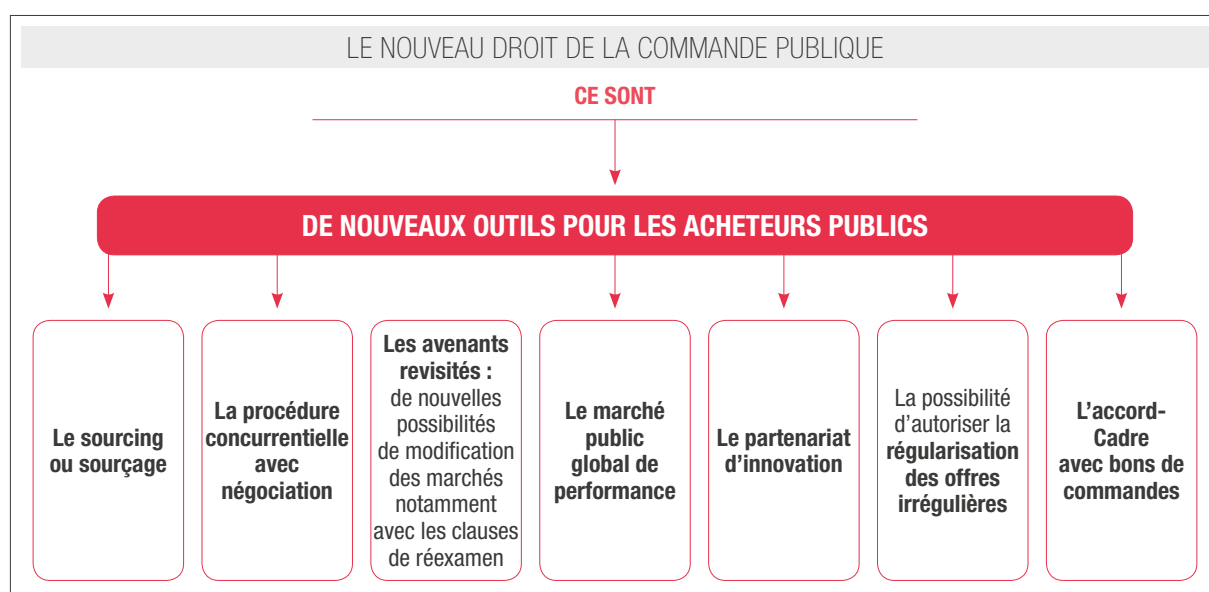 LE NOUVEAU DROIT DE LA COMMANDE PUBLIQUE
CE SONT
DE NOUVEAUX OUTILS POUR LES ACHETEURS PUBLICS
Le sourcing
ou sourçage
La procédure
concurrentielle
avec
négociation
Les avenants
revisités :
de nouvelles
possibilités
de modification
des marchés
notamment
avec les clauses
de réexamen
Le marché
public
global de
performance
Le partenariat
d’innovation
La possibilité
d’autoriser la
régularisation
des offres
irrégulières
L’accord-
Cadre
avec bons de
commandes